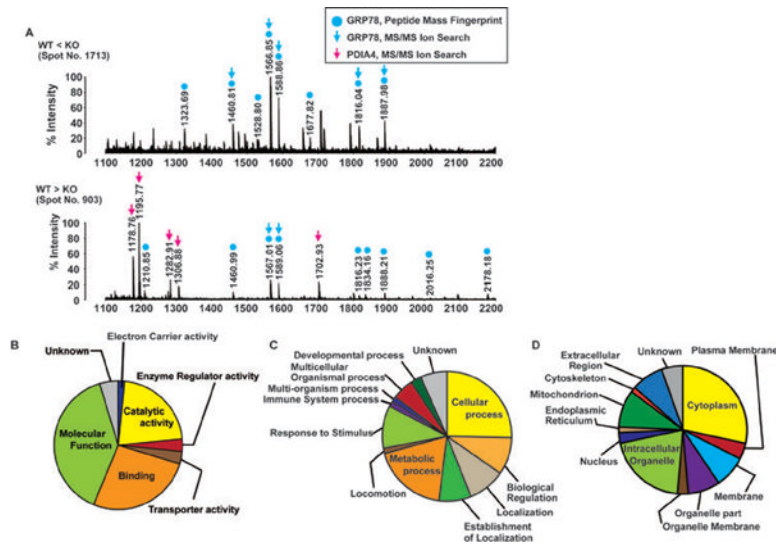 A
WT < KO
(Spot No. 1713)
GRP78, Peptide Mass Fingerprint
GRP78, MS/MS Ion Search
PDIA4, MS/MS Ion Search
% Intensity
100
80
60
40
20
0
1323.69
1460.81
1528.80
1566.85
1588.86
1677.82
1816.04
1887.98
1100 1200 1300 1400 1500 1600 1700 1800 1900 2000 2100 2200
WT > KO
(Spot No. 903)
% Intensity
100
80
60
40
20
0
1178.76
1195.77
1210.85
1282.91
1306.88
1460.99
1567.01
1589.06
1702.93
1816.23
1834.16
1888.21
2016.25
2178.18
1100 1200 1300 1400 1500 1600 1700 1800 1900 2000 2100 2200
B
Electron Carrier activity
Unknown
Enzyme Regulator activity
Catalytic
activity
Molecular
Function
Binding
Transporter activity
C
Developmental process
Unknown
Multicellular
Organismal process
Multi-organism process
Immune System process
Cellular
process
Response to Stimulus
Metabolic
process
Locomotion
Biological
Regulation
Localization
Establishment
of Localization
D
Extracellular
Region
Unknown
Plasma Membrane
Cytoskeleton
Mitochondrion
Cytoplasm
Endoplasmic
Reticulum
Intracellular
Organelle
Nucleus
Membrane
Organelle part
Organelle Membrane